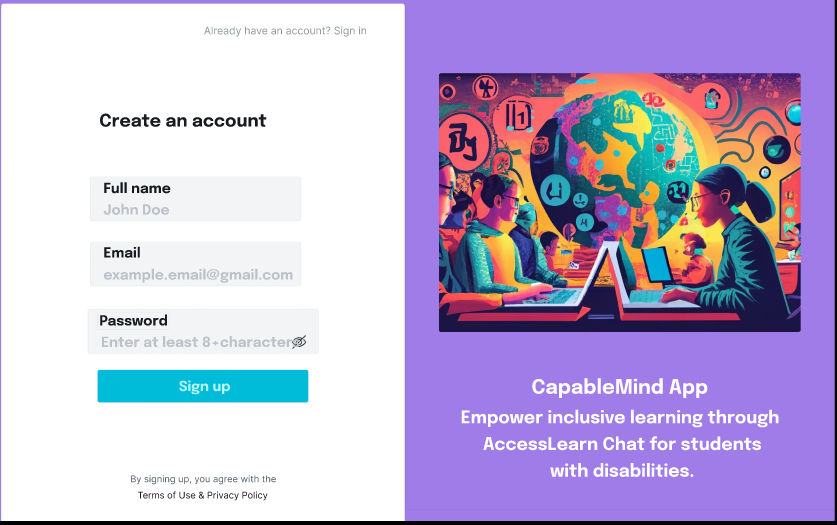 Already have an account? Sign in
Create an account
Full name
John Doe
Email
example.email@gmail.com
Password
Enter at least 8+character
Sign up
By signing up, you agree with the
Terms of Use & Privacy Policy
CapableMind App
Empower inclusive learning through
AccessLearn Chat for students
with disabilities.